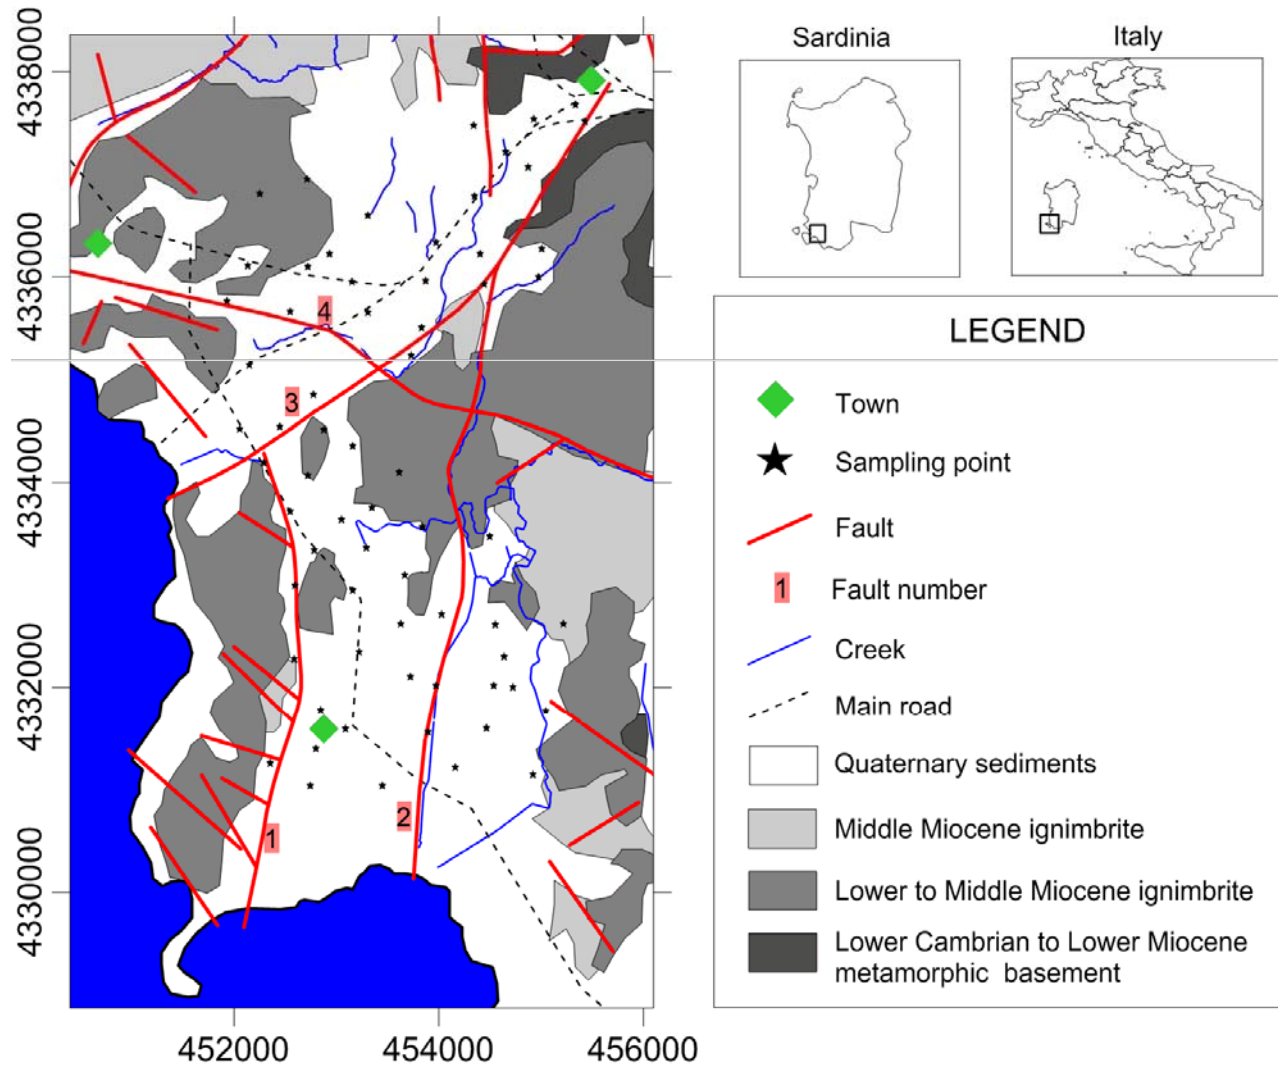 Sardinia
Italy
4338000
4336000
4334000
4332000
4330000
4
3
2
1
452000
454000
456000
LEGEND
Town
Sampling point
Fault
1
Fault number
Creek
Main road
Quaternary sediments
Middle Miocene ignimbrite
Lower to Middle Miocene ignimbrite
Lower Cambrian to Lower Miocene
metamorphic basement